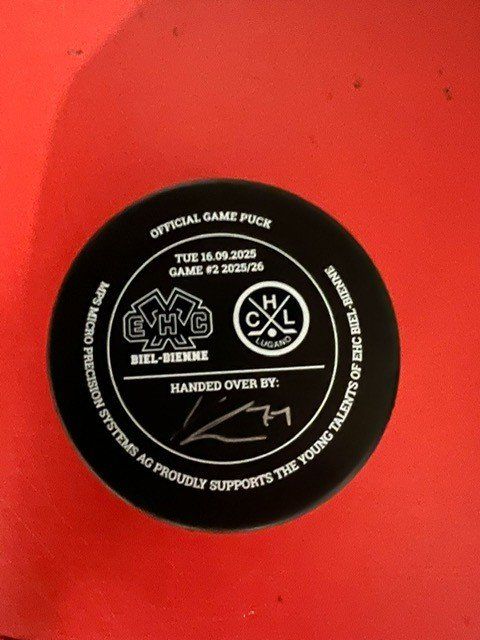 OFFICIAL GAME PUCK
TUE 16.09.2025
GAME #2 2025/26
EHC
BIEL-BIENNE
HCL
LUGANO
HANDED OVER BY:
MPS MICRO PRECISION SYSTEMS AG PROUDLY SUPPORTS THE YOUNG TALENTS OF EHC BIEL-BIENNE